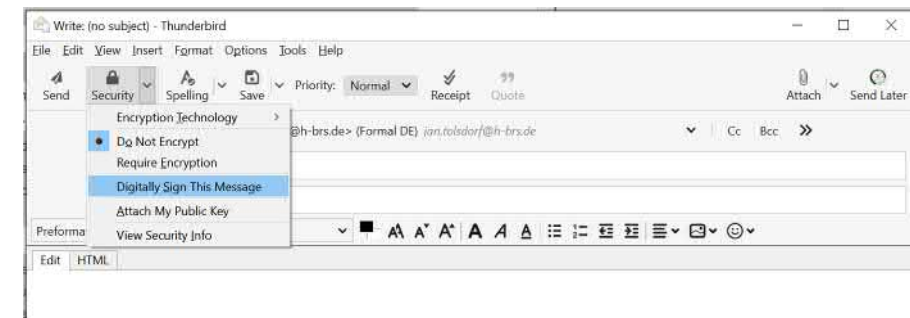 Write: (no subject) - Thunderbird
File Edit View Insert Format Options Tools Help
Send Security Spelling Save Priority: Normal Receipt Quote Attach Send Later
Encryption Technology
@h-brs.de> (Formal DE) jan.tolsdorf@h-brs.de Cc Bcc
Do Not Encrypt
Require Encryption
Digitally Sign This Message
Attach My Public Key
Preforma
View Security Info
Edit HTML